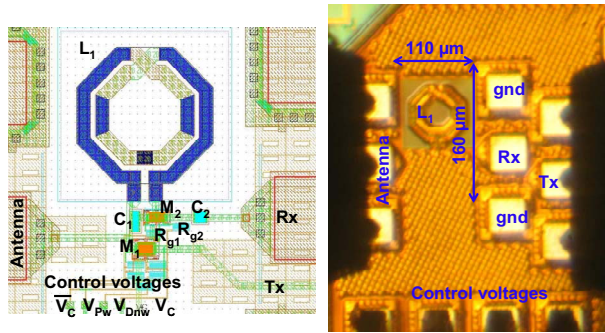 L1
C1
M2
C2
Rg2
Rg1
M1
Rx
Antenna
Tx
Control voltages
V̅C̅ VPw VDnw VC
110 µm
160 µm
gnd
L1
Rx
Antenna
Tx
gnd
Control voltages